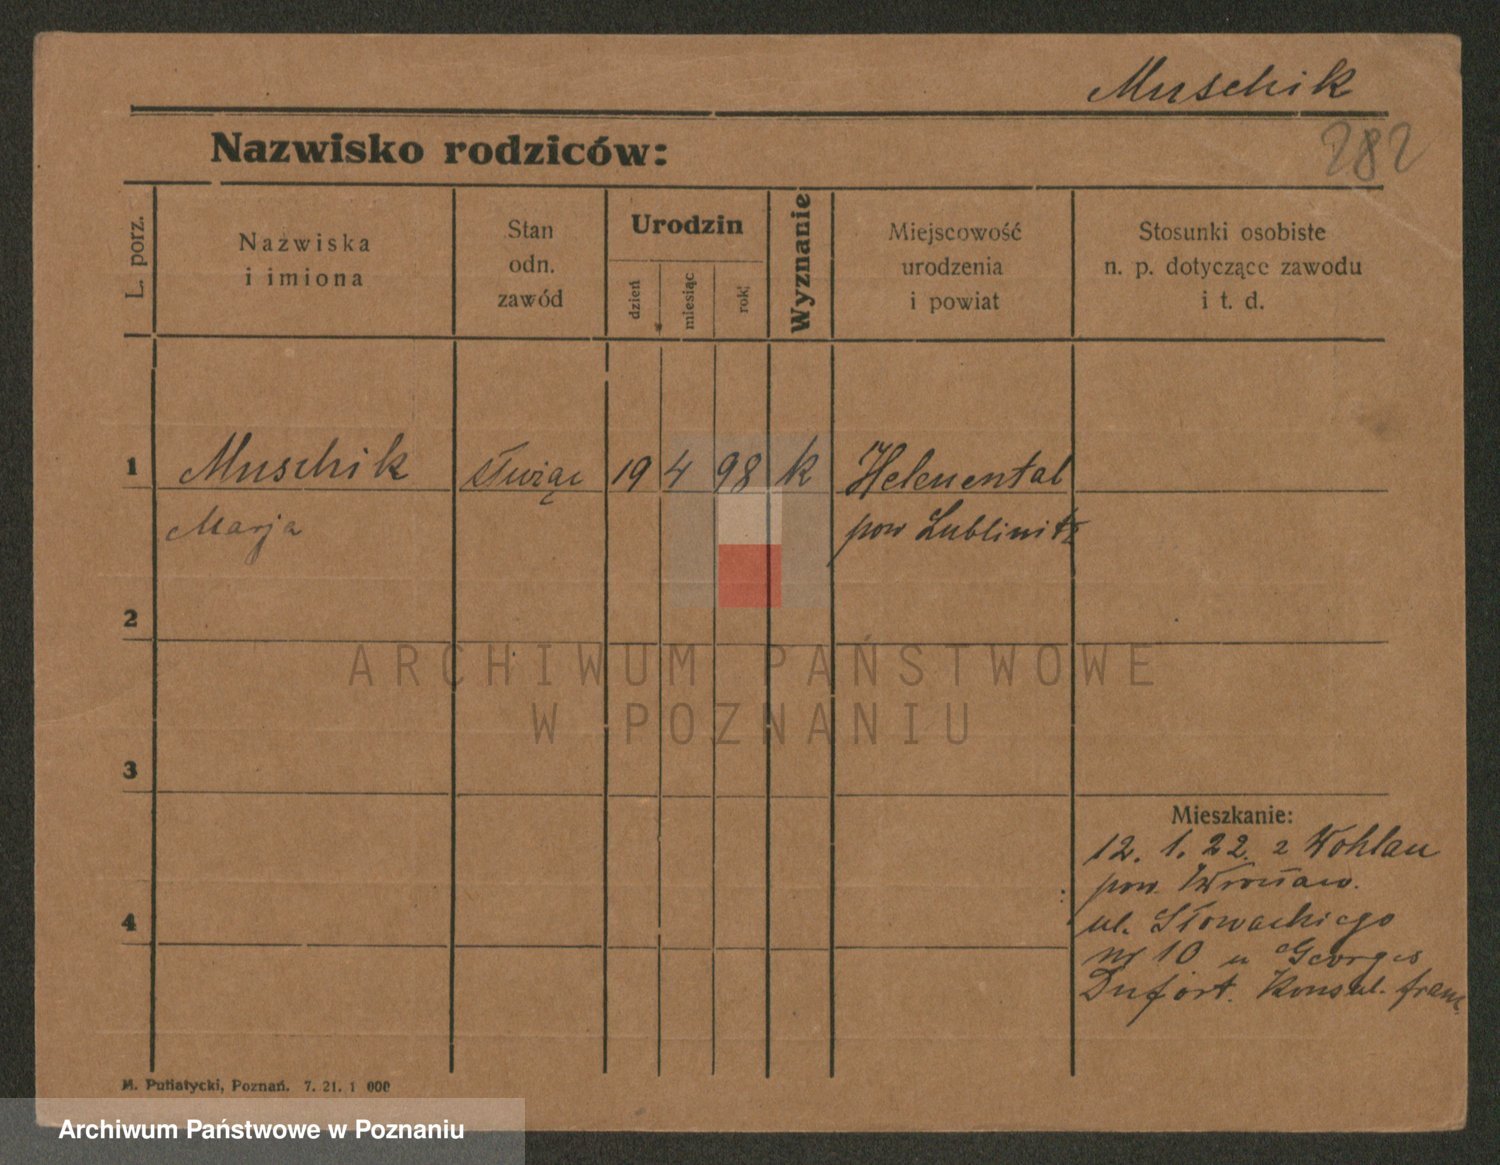 Muschik
Nazwisko rodziców:
282
L. porz.
Nazwiska
i imiona
Stan
odn.
zawód
Urodzin
dzień
miesiąc
rok
Wyznanie
Miejscowość
urodzenia
i powiat
Stosunki osobiste
n. p. dotyczące zawodu
i t. d.
1 Muschik 19 4 98 k Helenental
Marja pow Lublinitz
2
ARCHIWUM PAŃSTWOWE
W POZNANIU
3
Mieszkanie:
12. 1. 22. z Wohlau
pow.
4
ul. Słowackiego
nr 10 u Georges
Dufort. Konsul. franc.
M. Putiatycki, Poznań. 7. 21. 1 000
Archiwum Państwowe w Poznaniu